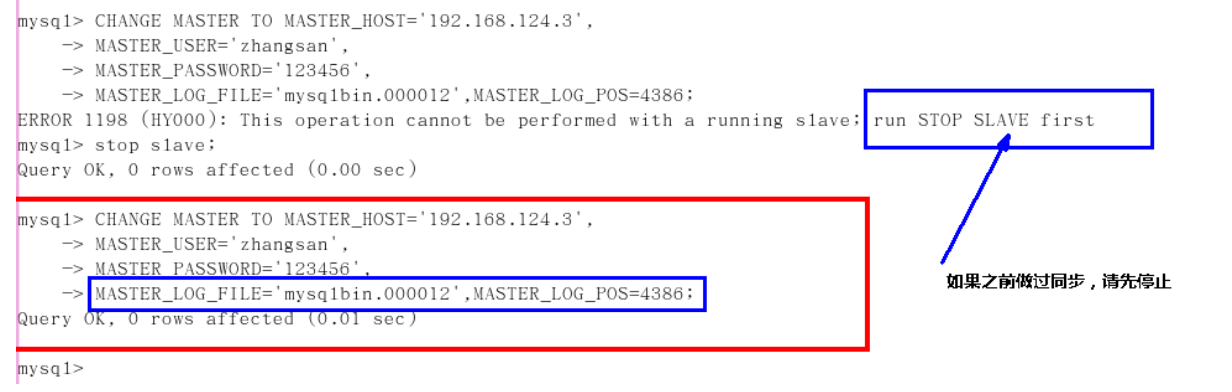 mysql> CHANGE MASTER TO MASTER_HOST='192.168.124.3',
-> MASTER_USER='zhangsan',
-> MASTER_PASSWORD='123456',
-> MASTER_LOG_FILE='mysqlbin.000012',MASTER_LOG_POS=4386;
ERROR 1198 (HY000): This operation cannot be performed with a running slave; run STOP SLAVE first
mysql> stop slave;
Query OK, 0 rows affected (0.00 sec)
mysql> CHANGE MASTER TO MASTER_HOST='192.168.124.3',
-> MASTER_USER='zhangsan',
-> MASTER_PASSWORD='123456',
如果之前做过同步，请先停止
-> MASTER_LOG_FILE='mysqlbin.000012',MASTER_LOG_POS=4386;
Query OK, 0 rows affected (0.01 sec)
mysql>